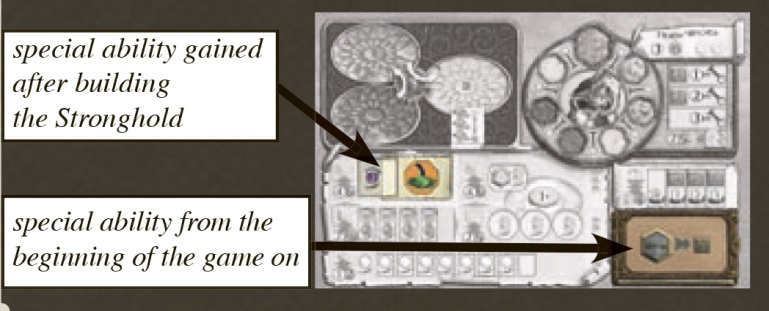 special ability gained
after building
the Stronghold
special ability from the
beginning of the game on